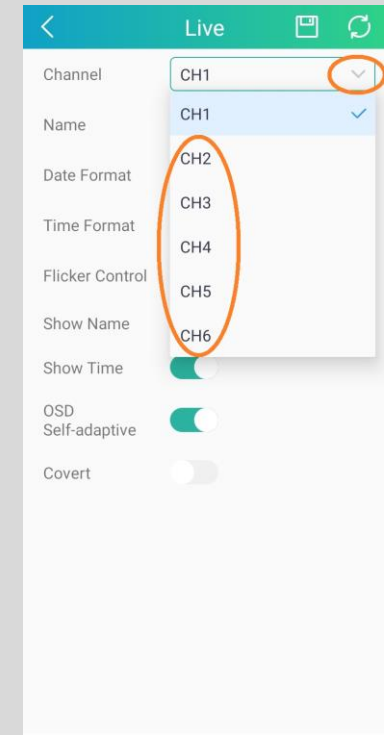 Live
Channel CH1
CH1
Name
CH2
Date Format
CH3
Time Format
CH4
Flicker Control
CH5
Show Name
CH6
Show Time
OSD
Self-adaptive
Covert